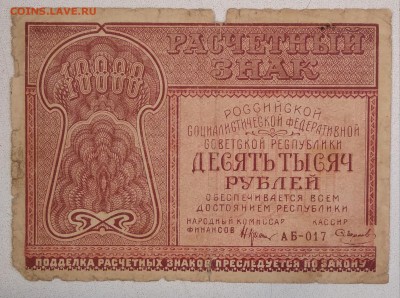 COINS.ЛАВЕ.RU
РАСЧЕТНЫЙ
ЗНАК
10000
РОССИЙСКОЙ
СОЦИАЛИСТИЧЕСКОЙ ФЕДЕРАТИВНОЙ
СОВЕТСКОЙ РЕСПУБЛИКИ
ДЕСЯТЬ ТЫСЯЧ
РУБЛЕЙ
ОБЕСПЕЧИВАЕТСЯ ВСЕМ
ДОСТОЯНИЕМ РЕСПУБЛИКИ
НАРОДНЫЙ КОМИССАР КАССИР
ФИНАНСОВ АБ-017
ПОДДЕЛКА РАСЧЕТНЫХ ЗНАКОВ ПРЕСЛЕДУЕТСЯ ПО ЗАКОНУ